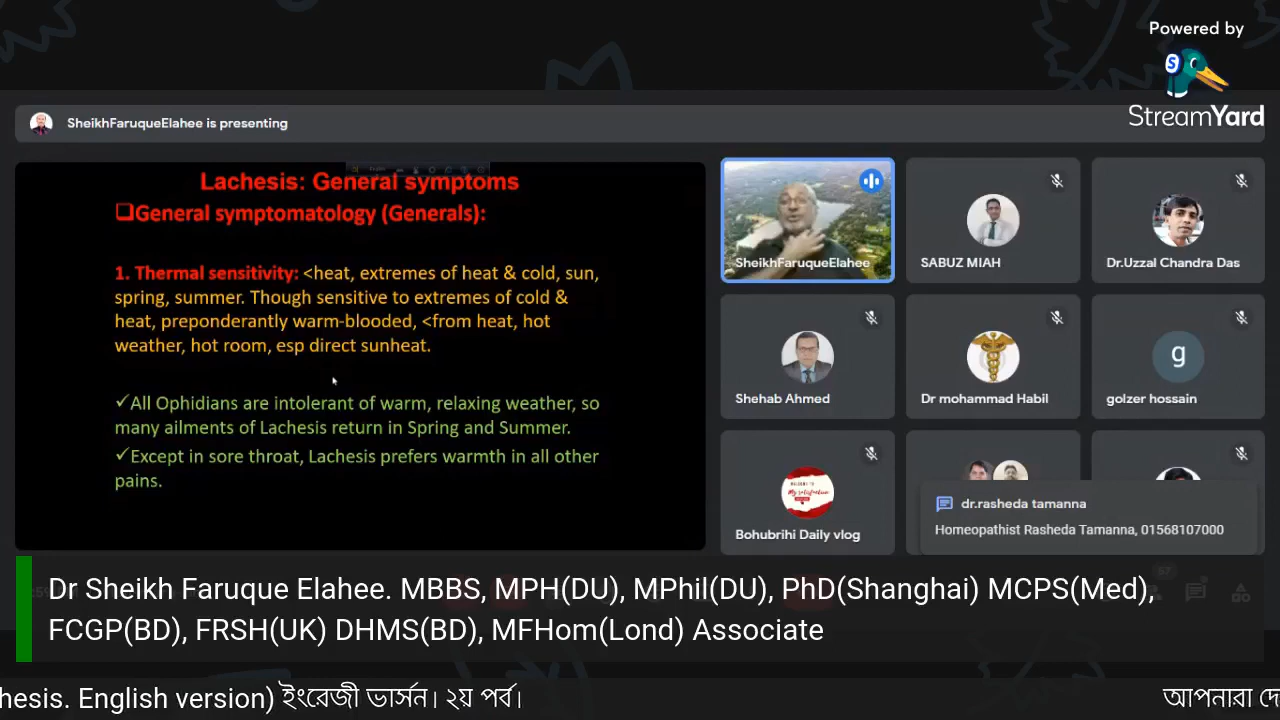 Powered by
StreamYard
SheikhFaruqueElahee is presenting
Lachesis: General symptoms
❑General symptomatology (Generals):
1. Thermal sensitivity: <heat, extremes of heat & cold, sun,
spring, summer. Though sensitive to extremes of cold &
heat, preponderantly warm-blooded, <from heat, hot
weather, hot room, esp direct sunheat.
✓All Ophidians are intolerant of warm, relaxing weather, so
many ailments of Lachesis return in Spring and Summer.
✓Except in sore throat, Lachesis prefers warmth in all other
pains.
SheikhFaruqueElahee
SABUZ MIAH
Dr.Uzzal Chandra Das
Shehab Ahmed
Dr mohammad Habil
g
golzer hossain
Bohubrihi Daily vlog
dr.rasheda tamanna
Homeopathist Rasheda Tamanna, 01568107000
57
Dr Sheikh Faruque Elahee. MBBS, MPH(DU), MPhil(DU), PhD(Shanghai) MCPS(Med),
FCGP(BD), FRSH(UK) DHMS(BD), MFHom(Lond) Associate
hesis. English version) ইংরেজী ভার্সন। ২য় পর্ব। আপনারা দে